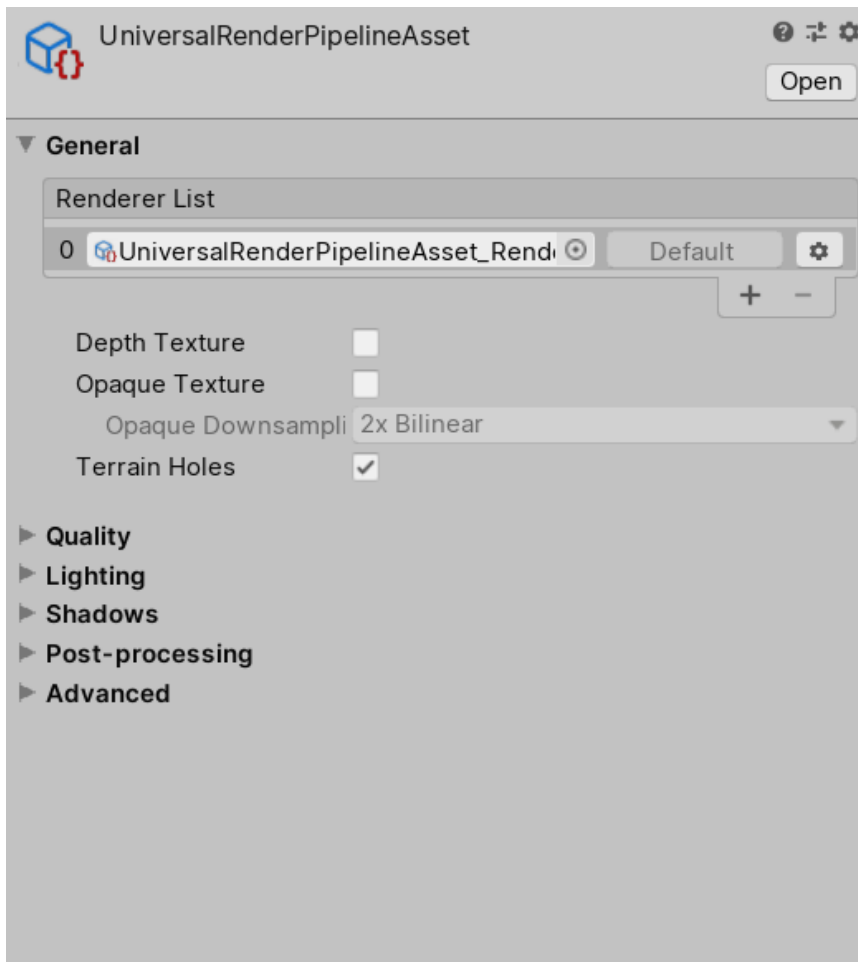 UniversalRenderPipelineAsset
Open
General
Renderer List
0 UniversalRenderPipelineAsset_Rend Default
Depth Texture
Opaque Texture
Opaque Downsampli 2x Bilinear
Terrain Holes
Quality
Lighting
Shadows
Post-processing
Advanced